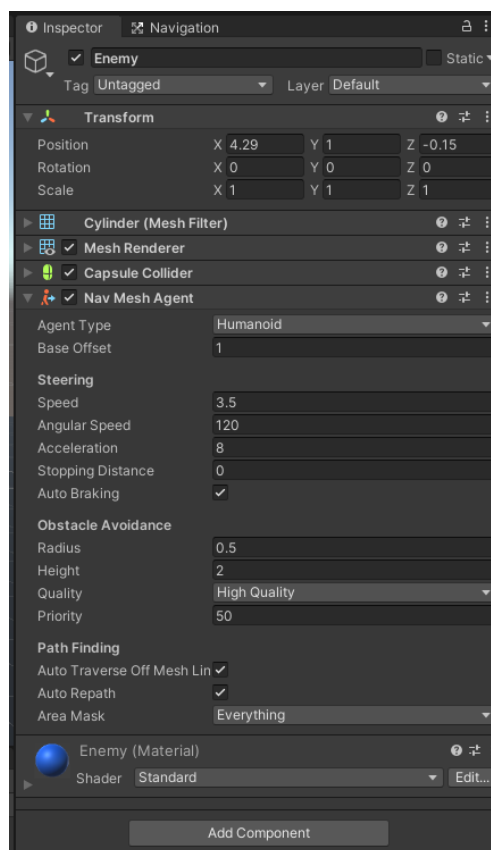 Inspector Navigation
Enemy Static
Tag Untagged Layer Default
Transform
Position X 4.29 Y 1 Z -0.15
Rotation X 0 Y 0 Z 0
Scale X 1 Y 1 Z 1
Cylinder (Mesh Filter)
Mesh Renderer
Capsule Collider
Nav Mesh Agent
Agent Type Humanoid
Base Offset 1
Steering
Speed 3.5
Angular Speed 120
Acceleration 8
Stopping Distance 0
Auto Braking
Obstacle Avoidance
Radius 0.5
Height 2
Quality High Quality
Priority 50
Path Finding
Auto Traverse Off Mesh Lin
Auto Repath
Area Mask Everything
Enemy (Material)
Shader Standard Edit...
Add Component